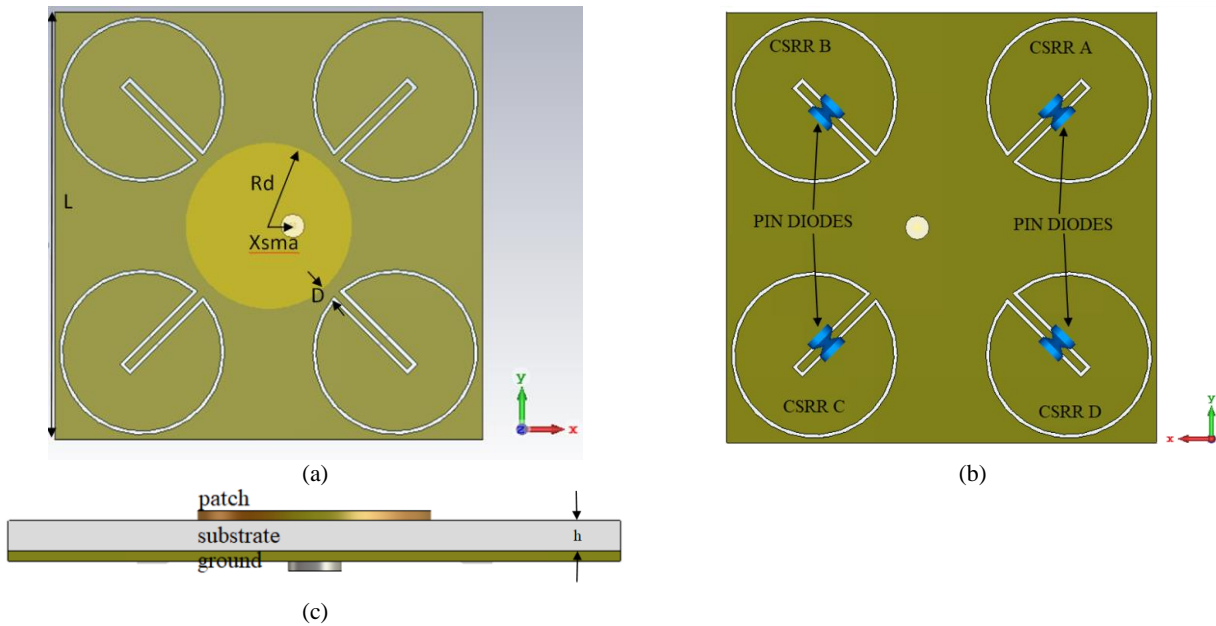 L
Rd
Xsma
D
y
z
x
(a)
CSRR B
CSRR A
PIN DIODES
PIN DIODES
CSRR C
CSRR D
y
x
(b)
patch
substrate
h
ground
(c)